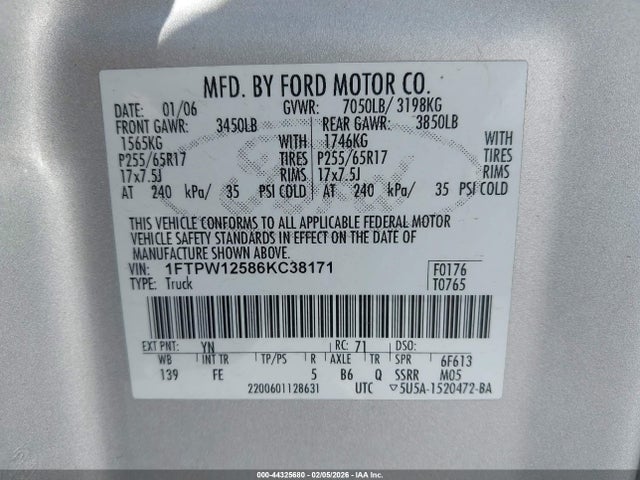 MFD. BY FORD MOTOR CO.
DATE: 01/06 GVWR: 7050LB/ 3198KG
FRONT GAWR: 3450LB REAR GAWR: 3850LB
1565KG WITH 1746KG WITH
P255/65R17 TIRES P255/65R17 TIRES
17x7.5J RIMS 17x7.5J RIMS
AT 240 kPa/ 35 PSI COLD AT 240 kPa/ 35 PSI COLD
THIS VEHICLE CONFORMS TO ALL APPLICABLE FEDERAL MOTOR
VEHICLE SAFETY STANDARDS IN EFFECT ON THE DATE OF
MANUFACTURE SHOWN ABOVE.
VIN: 1FTPW12586KC38171 F0176
TYPE: Truck T0765
EXT PNT: YN RC: 71 DSO:
WB INT TR TP/PS R AXLE TR SPR 6F613
139 FE 5 B6 Q SSRR M05
2200601128631 UTC ▽5U5A-1520472-BA
000-44325680 - 02/05/2026 - IAA Inc.